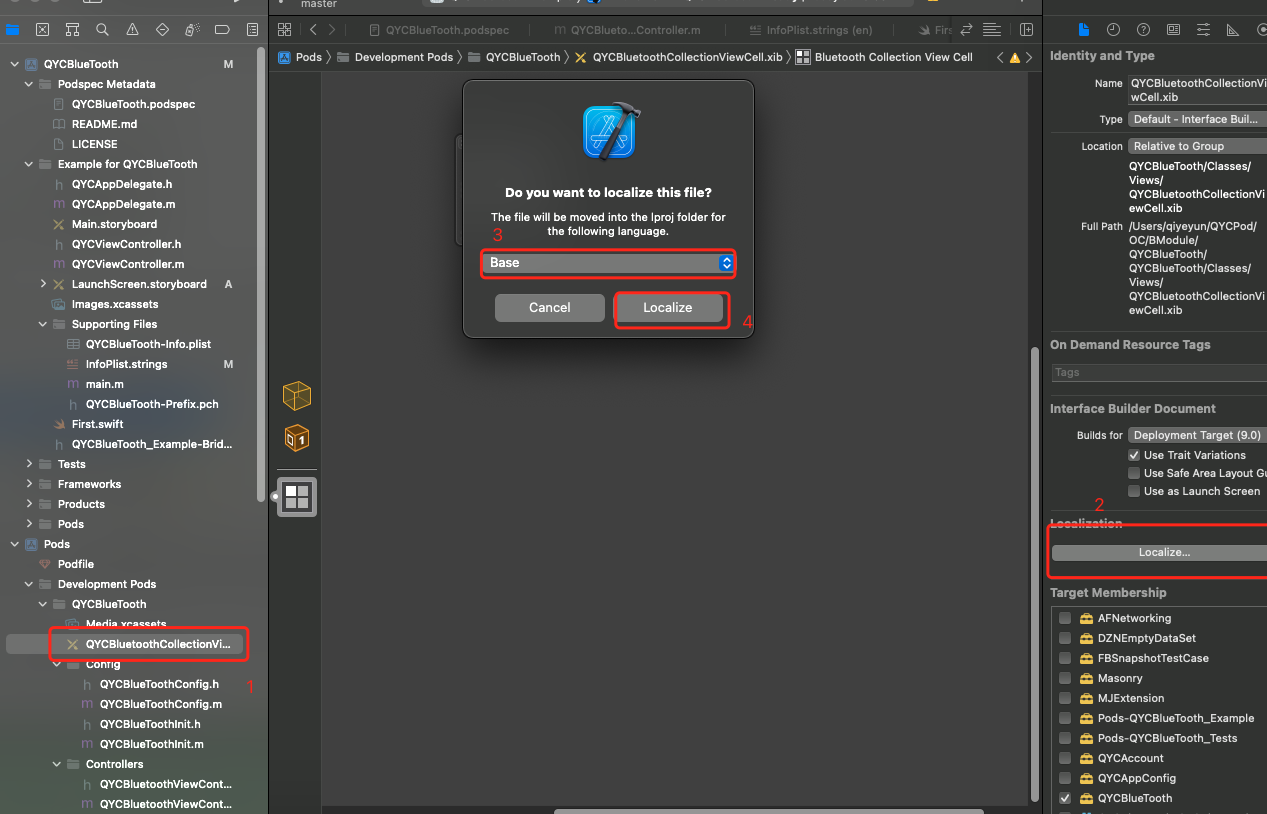 master
QYCBlueTooth.podspec
QYCBlueto...Controller.m
InfoPlist.strings (en)
Firs
Pods
Development Pods
QYCBlueTooth
QYCBluetoothCollectionViewCell.xib
Bluetooth Collection View Cell
QYCBlueTooth
M
Podspec Metadata
QYCBlueTooth.podspec
README.md
LICENSE
Example for QYCBlueTooth
h QYCAppDelegate.h
m QYCAppDelegate.m
Main.storyboard
h QYCViewController.h
m QYCViewController.m
LaunchScreen.storyboard
A
Images.xcassets
Supporting Files
QYCBlueTooth-Info.plist
InfoPlist.strings
M
m main.m
h QYCBlueTooth-Prefix.pch
First.swift
h QYCBlueTooth_Example-Brid...
Tests
Frameworks
Products
Pods
Pods
Podfile
Development Pods
QYCBlueTooth
Media.xcassets
QYCBluetoothCollectionVi...
1
Config
h QYCBlueToothConfig.h
m QYCBlueToothConfig.m
h QYCBlueToothInit.h
m QYCBlueToothInit.m
Controllers
h QYCBluetoothViewCont...
m QYCBluetoothViewCont...
Do you want to localize this file?
The file will be moved into the lproj folder for
the following language.
3
Base
Cancel
Localize
4
Identity and Type
Name
QYCBluetoothCollectionVi
ewCell.xib
Type
Default - Interface Buil...
Location
Relative to Group
QYCBlueTooth/Classes/
Views/
QYCBluetoothCollectionVi
ewCell.xib
Full Path
/Users/qiyeyun/QYCPod/
OC/BModule/
QYCBlueTooth/
QYCBlueTooth/Classes/
Views/
QYCBluetoothCollectionVi
ewCell.xib
On Demand Resource Tags
Tags
Interface Builder Document
Builds for
Deployment Target (9.0)
Use Trait Variations
Use Safe Area Layout Gu
Use as Launch Screen
2
Localization
Localize...
Target Membership
AFNetworking
DZNEmptyDataSet
FBSnapshotTestCase
Masonry
MJExtension
Pods-QYCBlueTooth_Example
Pods-QYCBlueTooth_Tests
QYCAccount
QYCAppConfig
QYCBlueTooth